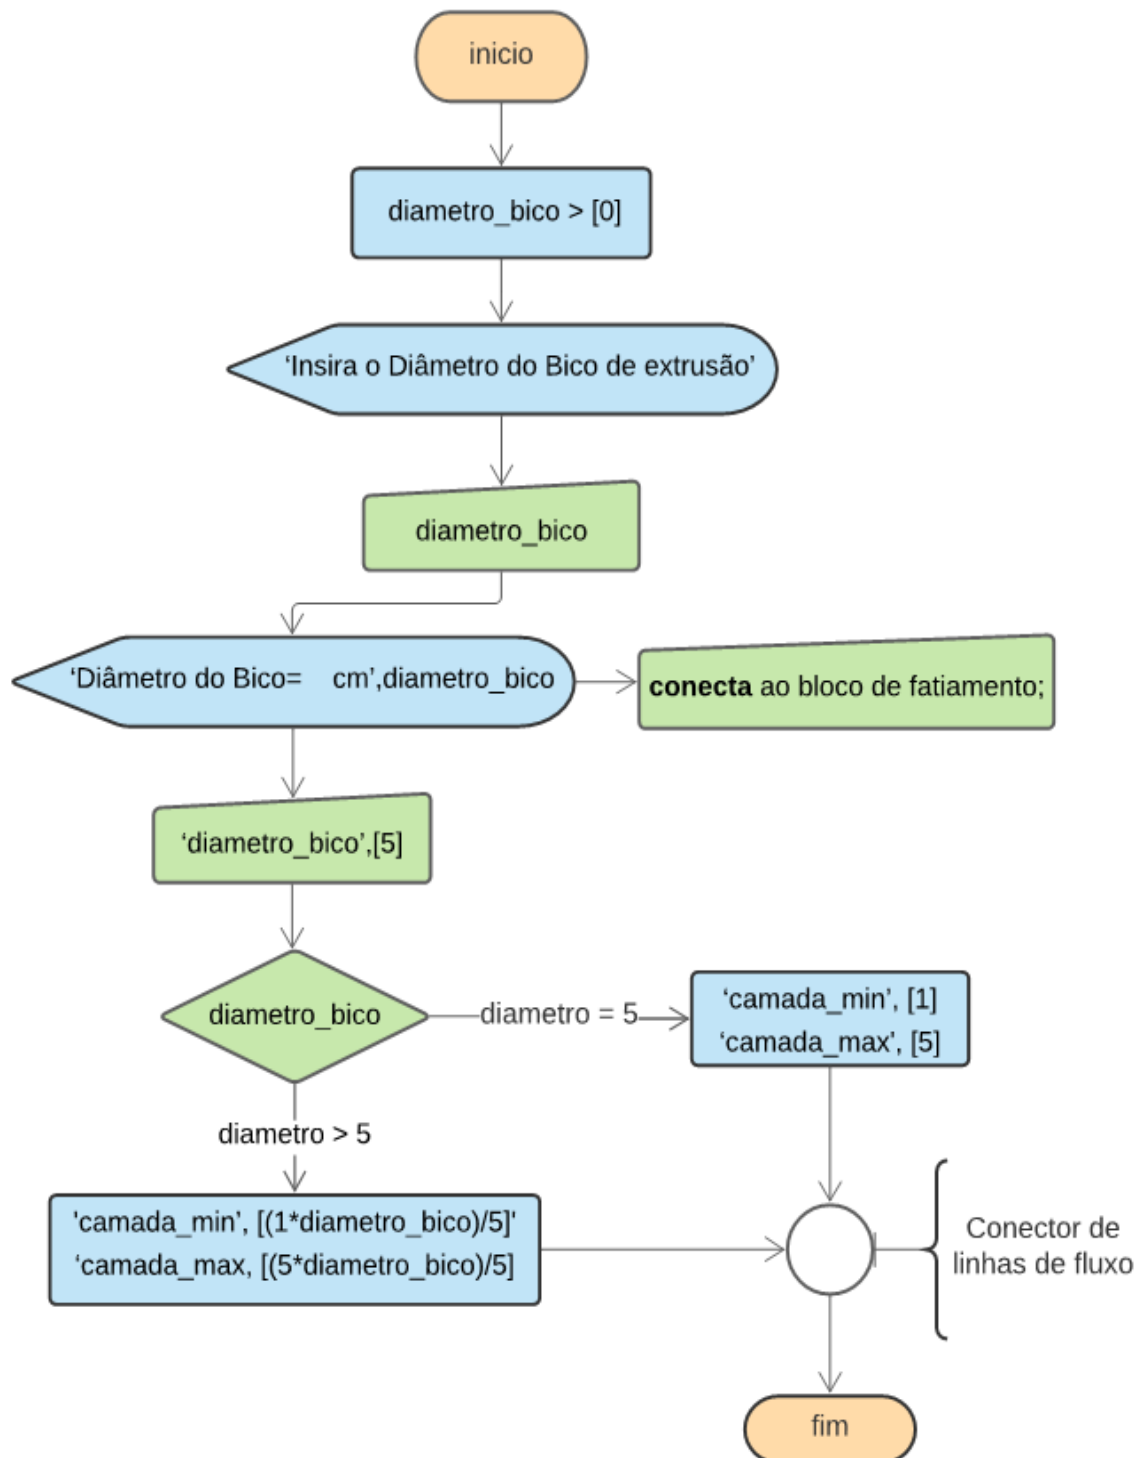 inicio
diametro_bico > [0]
‘Insira o Diâmetro do Bico de extrusão’
diametro_bico
‘Diâmetro do Bico= cm’,diametro_bico
conecta ao bloco de fatiamento;
‘diametro_bico’,[5]
diametro_bico
diametro = 5
‘camada_min’, [1]
‘camada_max’, [5]
diametro > 5
'camada_min’, [(1*diametro_bico)/5]'
‘camada_max, [(5*diametro_bico)/5]
Conector de
linhas de fluxo
fim